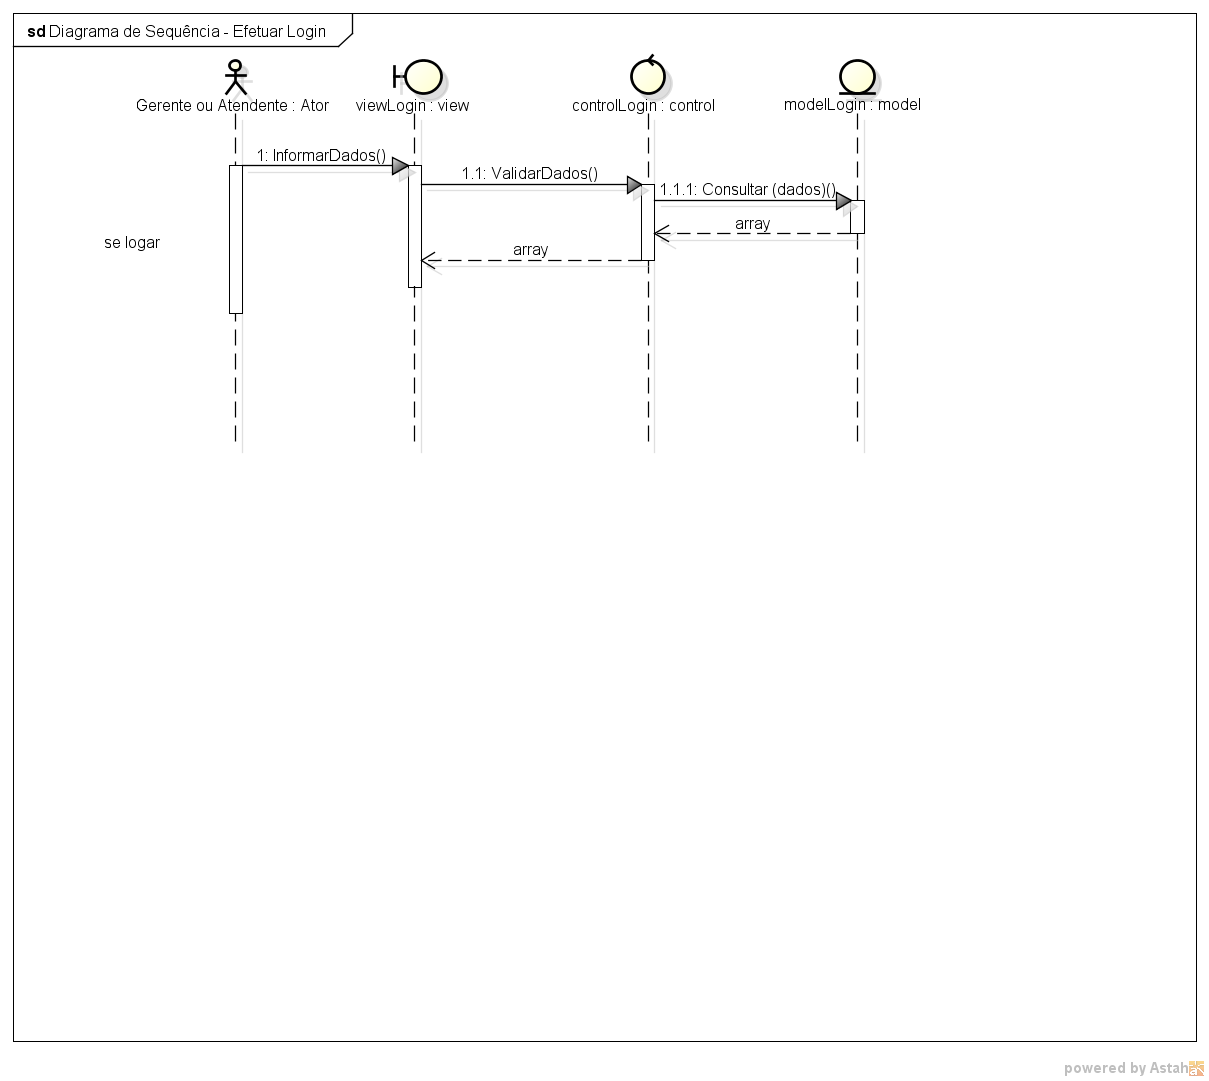 sd Diagrama de Sequência - Efetuar Login
Gerente ou Atendente : Ator
viewLogin : view
controlLogin : control
modelLogin : model
1: InformarDados()
1.1: ValidarDados()
1.1.1: Consultar (dados)()
array
se logar
array
powered by Astah